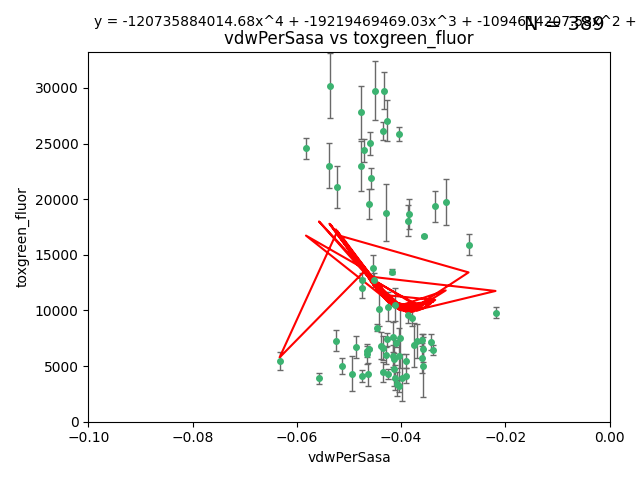 y = -120735884014.68x^4 + -19219469469.03x^3 + 
N = 389
vdwPerSasa vs toxgreen_fluor
toxgreen_fluor
30000
25000
20000
15000
10000
5000
0
−0.10
−0.08
−0.06
−0.04
−0.02
0.00
vdwPerSasa